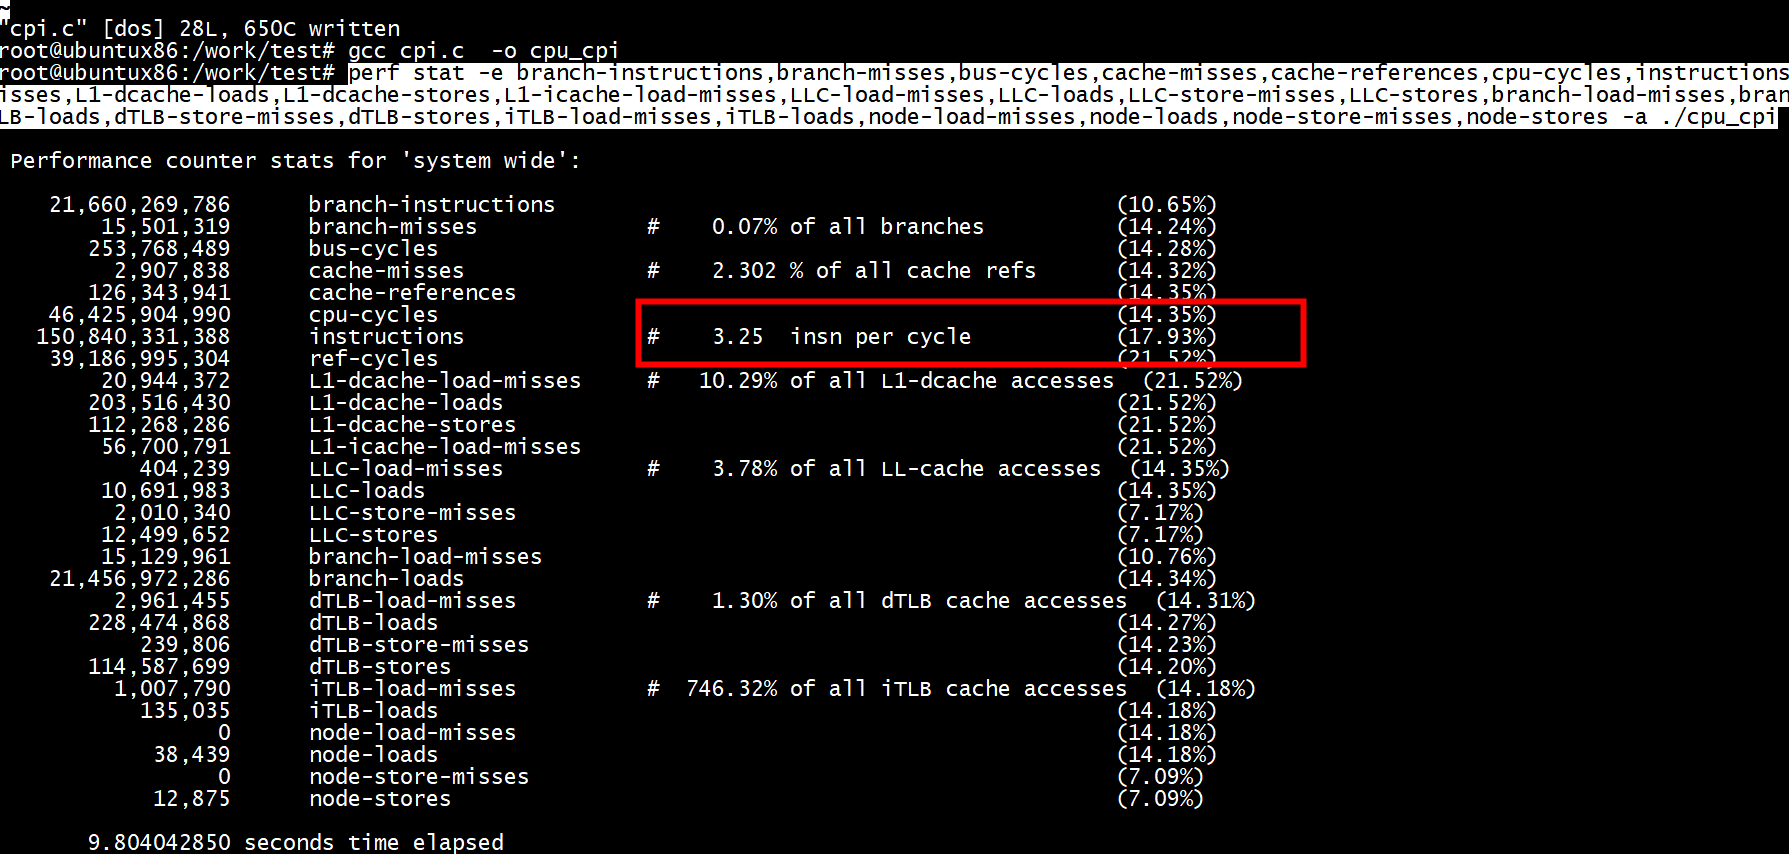 ~
"cpi.c" [dos] 28L, 650C written
root@ubuntux86:/work/test# gcc cpi.c  -o cpu_cpi
root@ubuntux86:/work/test# perf stat -e branch-instructions,branch-misses,bus-cycles,cache-misses,cache-references,cpu-cycles,instructions
isses,L1-dcache-loads,L1-dcache-stores,L1-icache-load-misses,LLC-load-misses,LLC-loads,LLC-store-misses,LLC-stores,branch-load-misses,bran
LB-loads,dTLB-store-misses,dTLB-stores,iTLB-load-misses,iTLB-loads,node-load-misses,node-loads,node-store-misses,node-stores -a ./cpu_cpi
Performance counter stats for 'system wide':
21,660,269,786 branch-instructions (10.65%)
15,501,319 branch-misses # 0.07% of all branches (14.24%)
253,768,489 bus-cycles (14.28%)
2,907,838 cache-misses # 2.302 % of all cache refs (14.32%)
126,343,941 cache-references (14.35%)
46,425,904,990 cpu-cycles (14.35%)
150,840,331,388 instructions # 3.25 insn per cycle (17.93%)
39,186,995,304 ref-cycles (21.52%)
20,944,372 L1-dcache-load-misses # 10.29% of all L1-dcache accesses (21.52%)
203,516,430 L1-dcache-loads (21.52%)
112,268,286 L1-dcache-stores (21.52%)
56,700,791 L1-icache-load-misses (21.52%)
404,239 LLC-load-misses # 3.78% of all LL-cache accesses (14.35%)
10,691,983 LLC-loads (14.35%)
2,010,340 LLC-store-misses (7.17%)
12,499,652 LLC-stores (7.17%)
15,129,961 branch-load-misses (10.76%)
21,456,972,286 branch-loads (14.34%)
2,961,455 dTLB-load-misses # 1.30% of all dTLB cache accesses (14.31%)
228,474,868 dTLB-loads (14.27%)
239,806 dTLB-store-misses (14.23%)
114,587,699 dTLB-stores (14.20%)
1,007,790 iTLB-load-misses # 746.32% of all iTLB cache accesses (14.18%)
135,035 iTLB-loads (14.18%)
0 node-load-misses (14.18%)
38,439 node-loads (14.18%)
0 node-store-misses (7.09%)
12,875 node-stores (7.09%)
9.804042850 seconds time elapsed